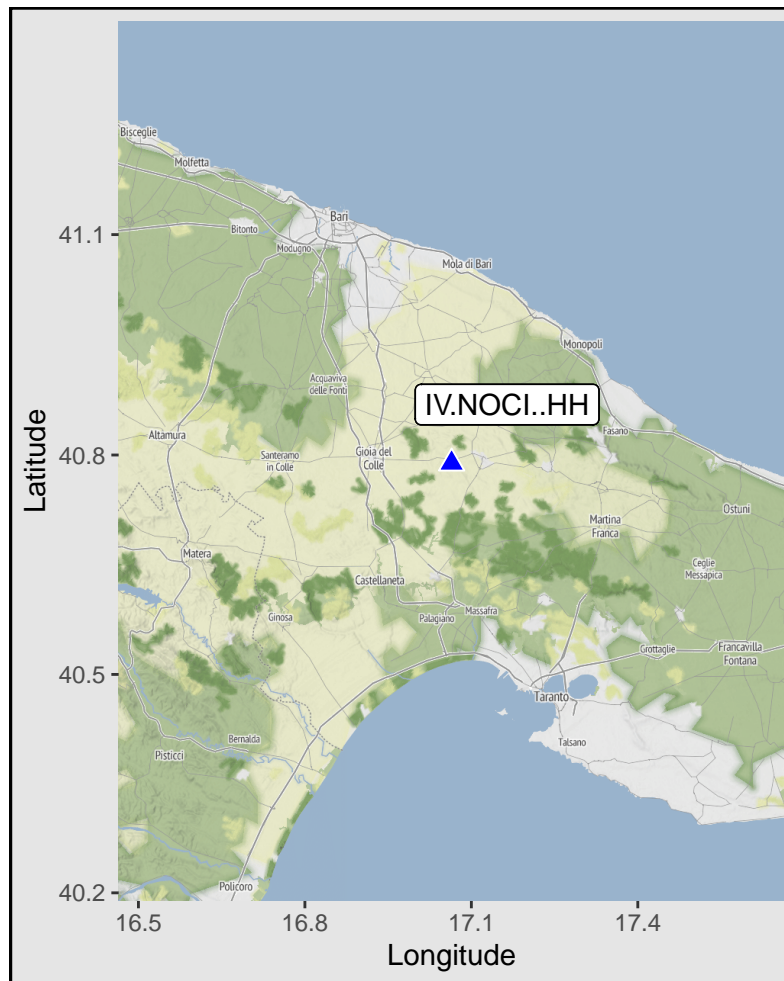 Bisceglie
Molfetta
Bari
Bitonto
Modugno
Mola di Bari
41.1
Monopoli
Acquaviva
delle Fonti
IV.NOCI..HH
Fasano
Altamura
Santeramo
in Colle
Gioia del
Colle
40.8
Latitude
Ostuni
Martina
Franca
Matera
Ceglie
Messapica
Castellaneta
Ginosa
Palagiano
Massafra
Grottaglie
Francavilla
Fontana
40.5
Taranto
Talsano
Bernalda
Pisticci
Policoro
40.2
16.5
16.8
17.1
17.4
Longitude